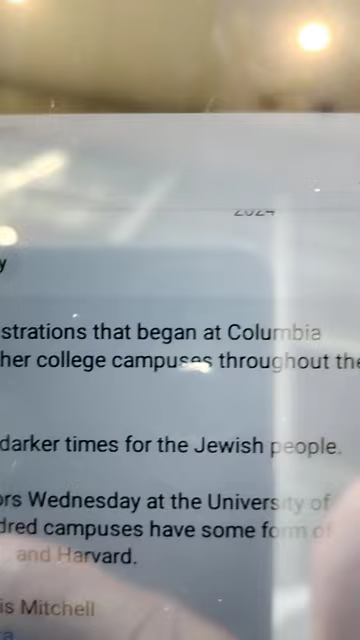 2024
y
strations that began at Columbia
her college campuses throughout the
darker times for the Jewish people.
ors Wednesday at the University of
dred campuses have some form of
and Harvard.
is Mitchell
a